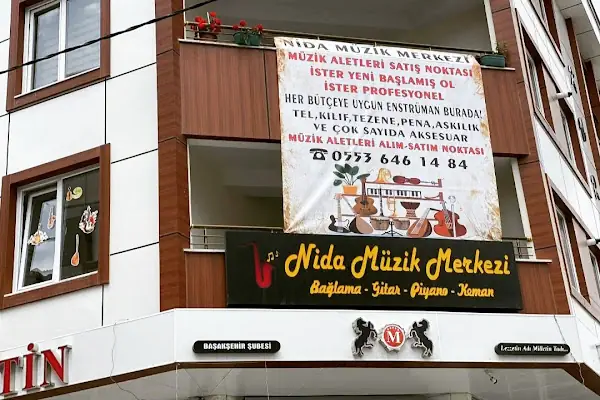 NİDA MÜZİK MERKEZİ
MÜZİK ALETLERİ SATIŞ NOKTASI
İSTER YENİ BAŞLAMIŞ OL
İSTER PROFESYONEL
HER BÜTÇEYE UYGUN ENSTRÜMAN BURADA!
TEL,KILIF,TEZENE,PENA,ASKILIK
VE ÇOK SAYIDA AKSESUAR
MÜZİK ALETLERİ ALIM-SATIM NOKTASI
0553 646 14 84
Nida Müzik Merkezi
Bağlama - Gitar - Piyano - Keman
TİN
BAŞAKŞEHİR ŞUBESİ
M
Lezzetin Adı Milletin Tadı...